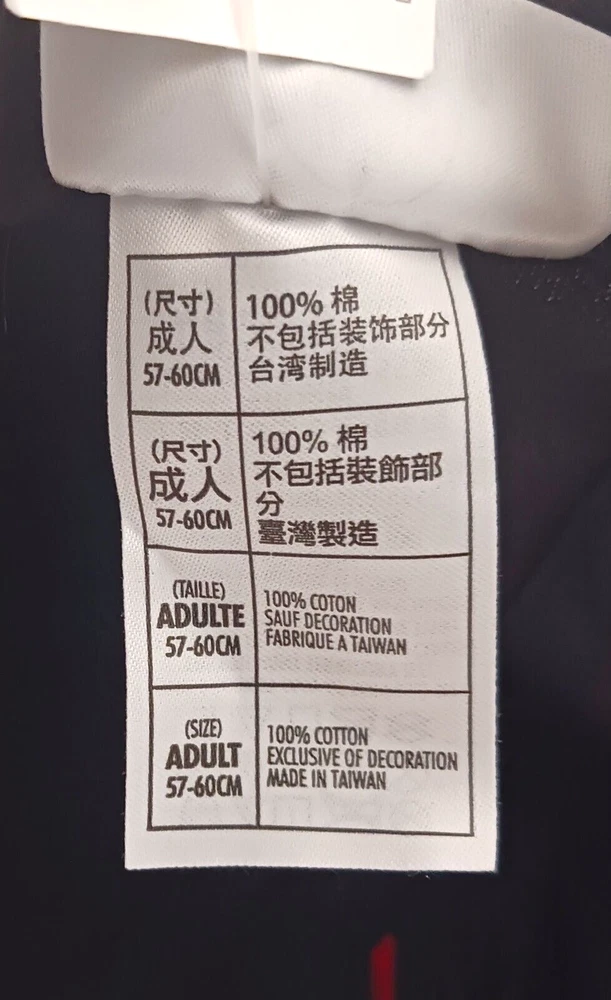 (尺寸)
成人
57-60CM
100% 棉
不包括装饰部分
台湾制造
(尺寸)
成人
57-60CM
100% 棉
不包括裝飾部
分
臺灣製造
(TAILLE)
ADULTE
57-60CM
100% COTON
SAUF DECORATION
FABRIQUE A TAIWAN
(SIZE)
ADULT
57-60CM
100% COTTON
EXCLUSIVE OF DECORATION
MADE IN TAIWAN